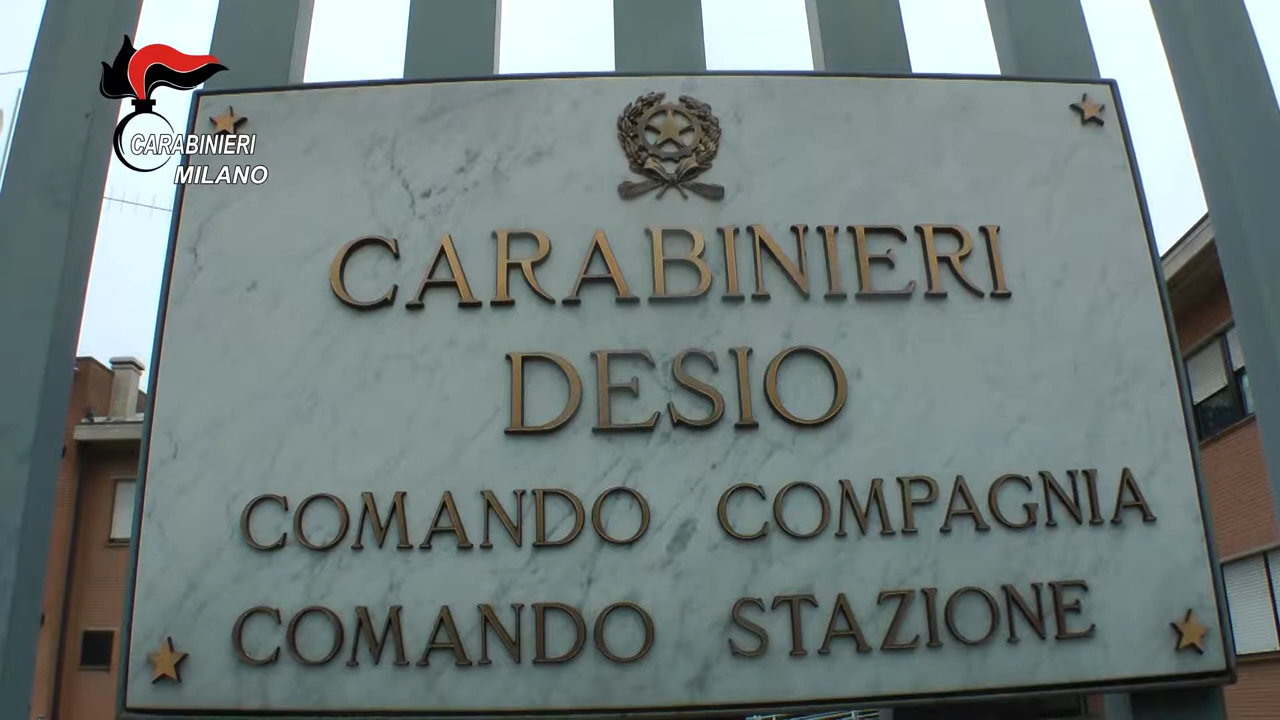 CARABINIERI
MILANO
CARABINIERI
DESIO
COMANDO COMPAGNIA
COMANDO STAZIONE